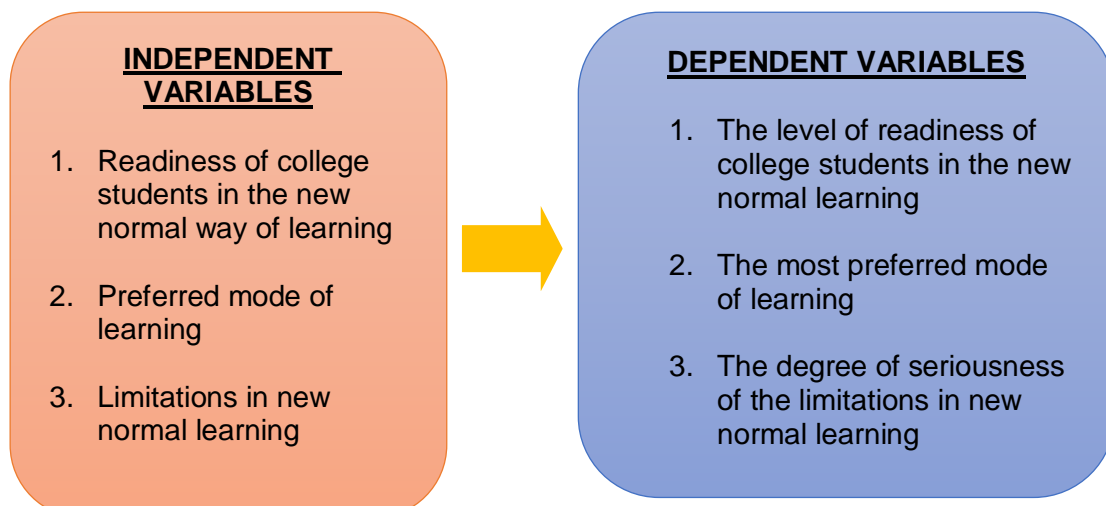 INDEPENDENT
VARIABLES
1. Readiness of college
students in the new
normal way of learning
2. Preferred mode of
learning
3. Limitations in new
normal learning
DEPENDENT VARIABLES
1. The level of readiness of
college students in the new
normal learning
2. The most preferred mode
of learning
3. The degree of seriousness
of the limitations in new
normal learning